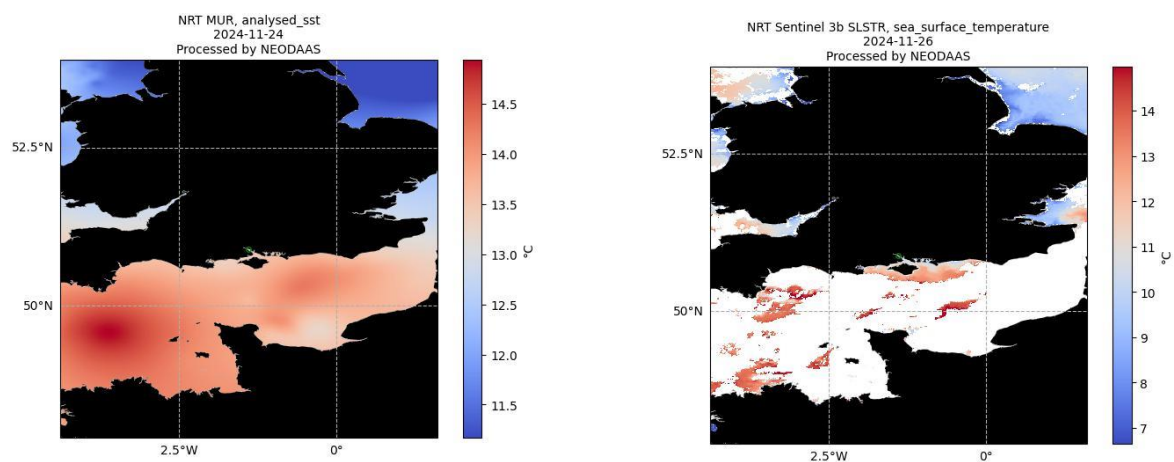 NRT MUR, analysed_sst
2024-11-24
Processed by NEODAAS
52.5°N
50°N
2.5°W
0°
14.5
14.0
13.5
13.0
12.5
12.0
11.5
°C
NRT Sentinel 3b SLSTR, sea_surface_temperature
2024-11-26
Processed by NEODAAS
52.5°N
50°N
2.5°W
0°
14
13
12
11
10
9
8
7
°C